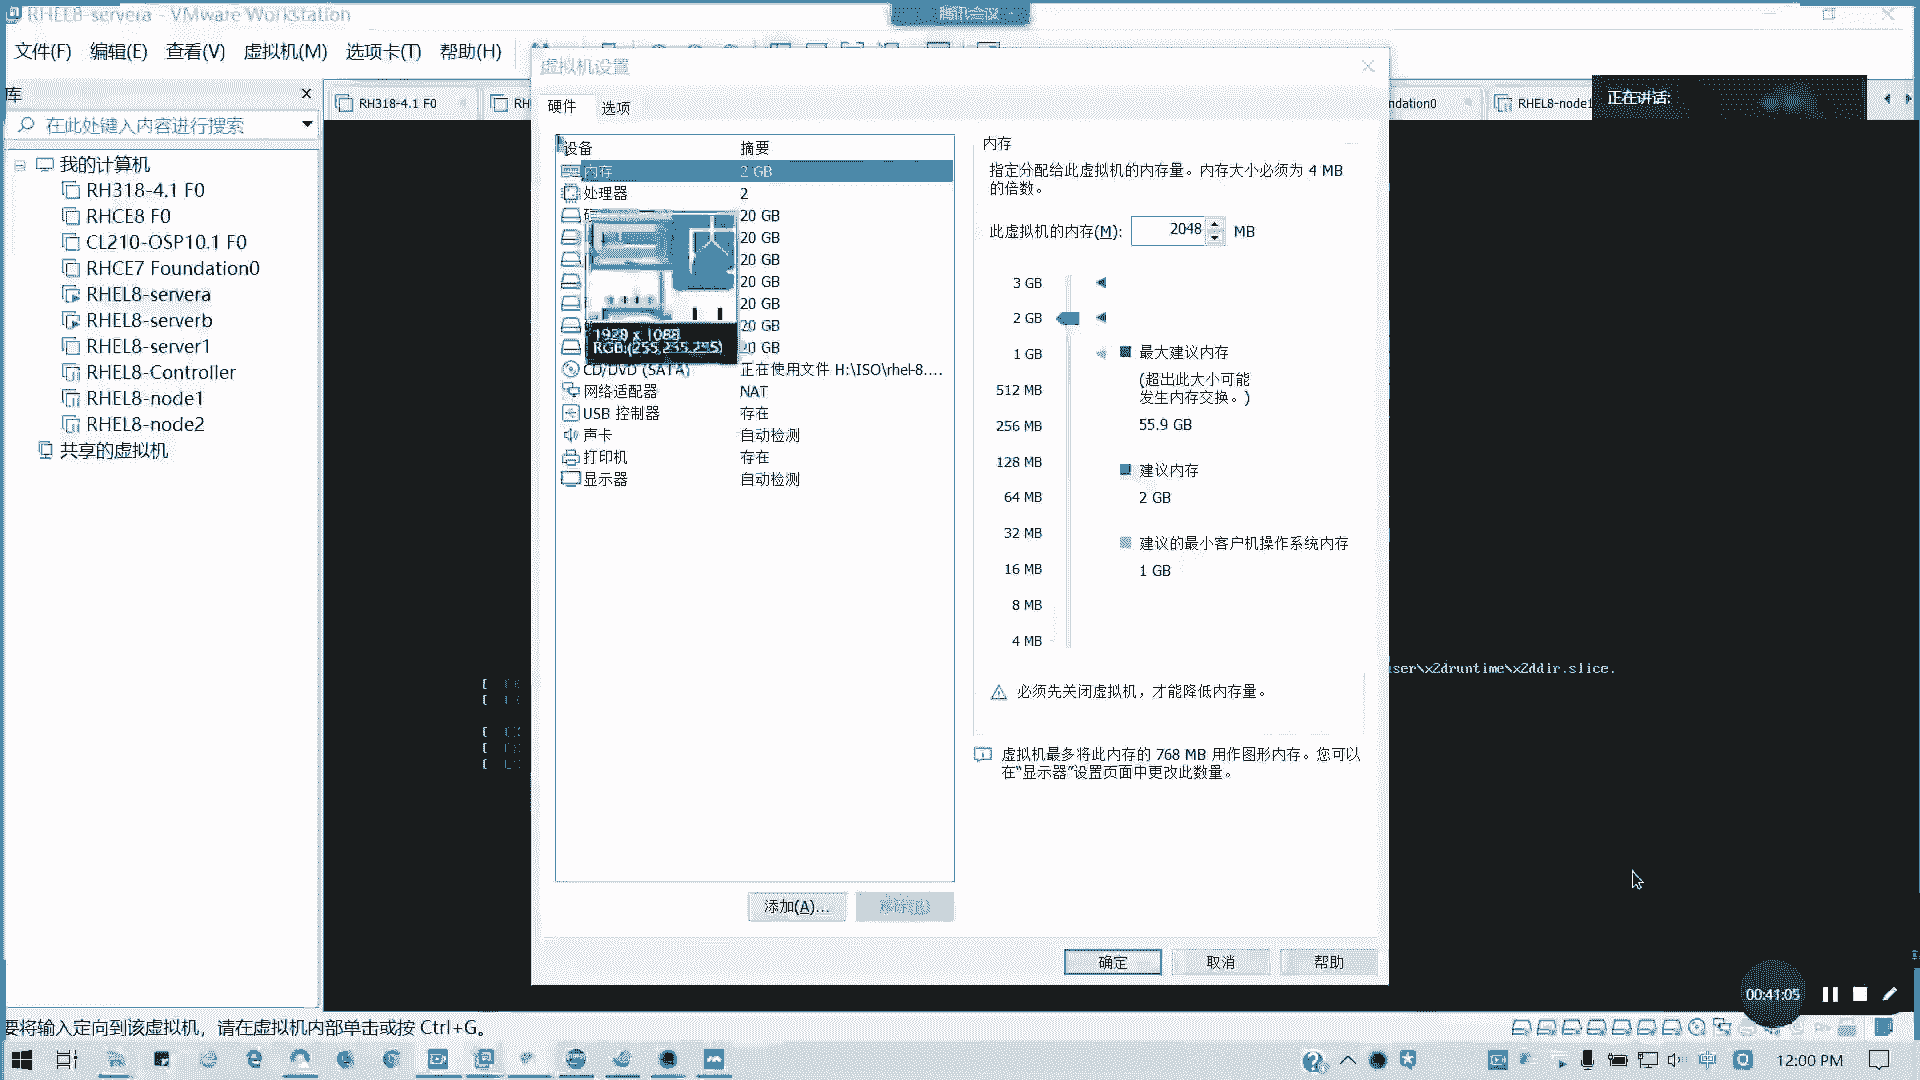 RHEL8-servera - VMware Workstation
腾讯会议
文件(F) 编辑(E) 查看(V) 虚拟机(M) 选项卡(T) 帮助(H)
库
在此处键入内容进行搜索
我的计算机
RH318-4.1 F0
RHCE8 F0
CL210-OSP10.1 F0
RHCE7 Foundation0
RHEL8-servera
RHEL8-serverb
RHEL8-server1
RHEL8-Controller
RHEL8-node1
RHEL8-node2
共享的虚拟机
RH318-4.1 F0
RH
ndation0
RHEL8-node1
正在讲话:
虚拟机设置
硬件 选项
设备 摘要
内存 2 GB
处理器 2
20 GB
20 GB
20 GB
20 GB
20 GB
20 GB
20 GB
1920 x 1088
RGB:(255,255,255)
CD/DVD (SATA) 正在使用文件 H:\ISO\rhel-8....
网络适配器 NAT
USB 控制器 存在
声卡 自动检测
打印机 存在
显示器 自动检测
添加(A)... 移除(R)
内存
指定分配给此虚拟机的内存量。内存大小必须为 4 MB
的倍数。
此虚拟机的内存(M): 2048 MB
3 GB
2 GB
1 GB
512 MB
256 MB
128 MB
64 MB
32 MB
16 MB
8 MB
4 MB
最大建议内存
(超出此大小可能
发生内存交换。)
55.9 GB
建议内存
2 GB
建议的最小客户机操作系统内存
1 GB
必须先关闭虚拟机，才能降低内存量。
虚拟机最多将此内存的 768 MB 用作图形内存。您可以
在“显示器”设置页面中更改此数量。
确定 取消 帮助
ser\x2druntime\x2ddir.slice.
00:41:05
要将输入定向到该虚拟机，请在虚拟机内部单击或按 Ctrl+G。
中
12:00 PM